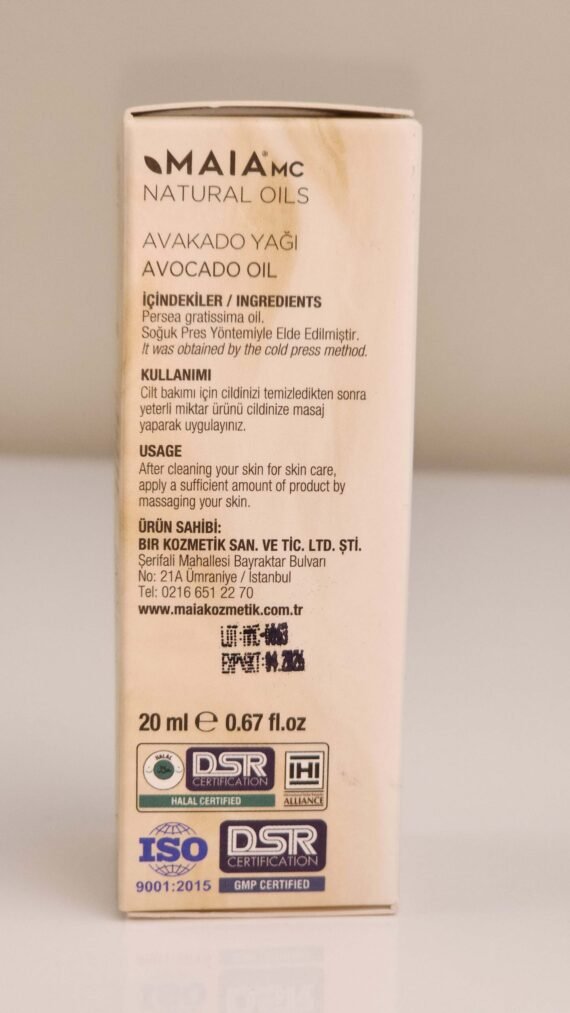 MAIA® MC
NATURAL OILS
AVAKADO YAĞI
AVOCADO OIL
İÇİNDEKİLER / INGREDIENTS
Persea gratissima oil.
Soğuk Pres Yöntemiyle Elde Edilmiştir.
It was obtained by the cold press method.
KULLANIMI
Cilt bakımı için cildinizi temizledikten sonra
yeterli miktar ürünü cildinize masaj
yaparak uygulayınız.
USAGE
After cleaning your skin for skin care,
apply a sufficient amount of product by
massaging your skin.
ÜRÜN SAHİBİ:
BIR KOZMETİK SAN. VE TİC. LTD. ŞTİ.
Şerifali Mahallesi Bayraktar Bulvarı
No: 21A Ümraniye / İstanbul
Tel: 0216 651 22 70
www.maiakozmetik.com.tr
04.2026
20 ml ℮ 0.67 fl.oz
HALAL
DSR
CERTIFICATION
HALAL CERTIFIED
IHI
ALLIANCE
ISO
9001:2015
DSR
CERTIFICATION
GMP CERTIFIED